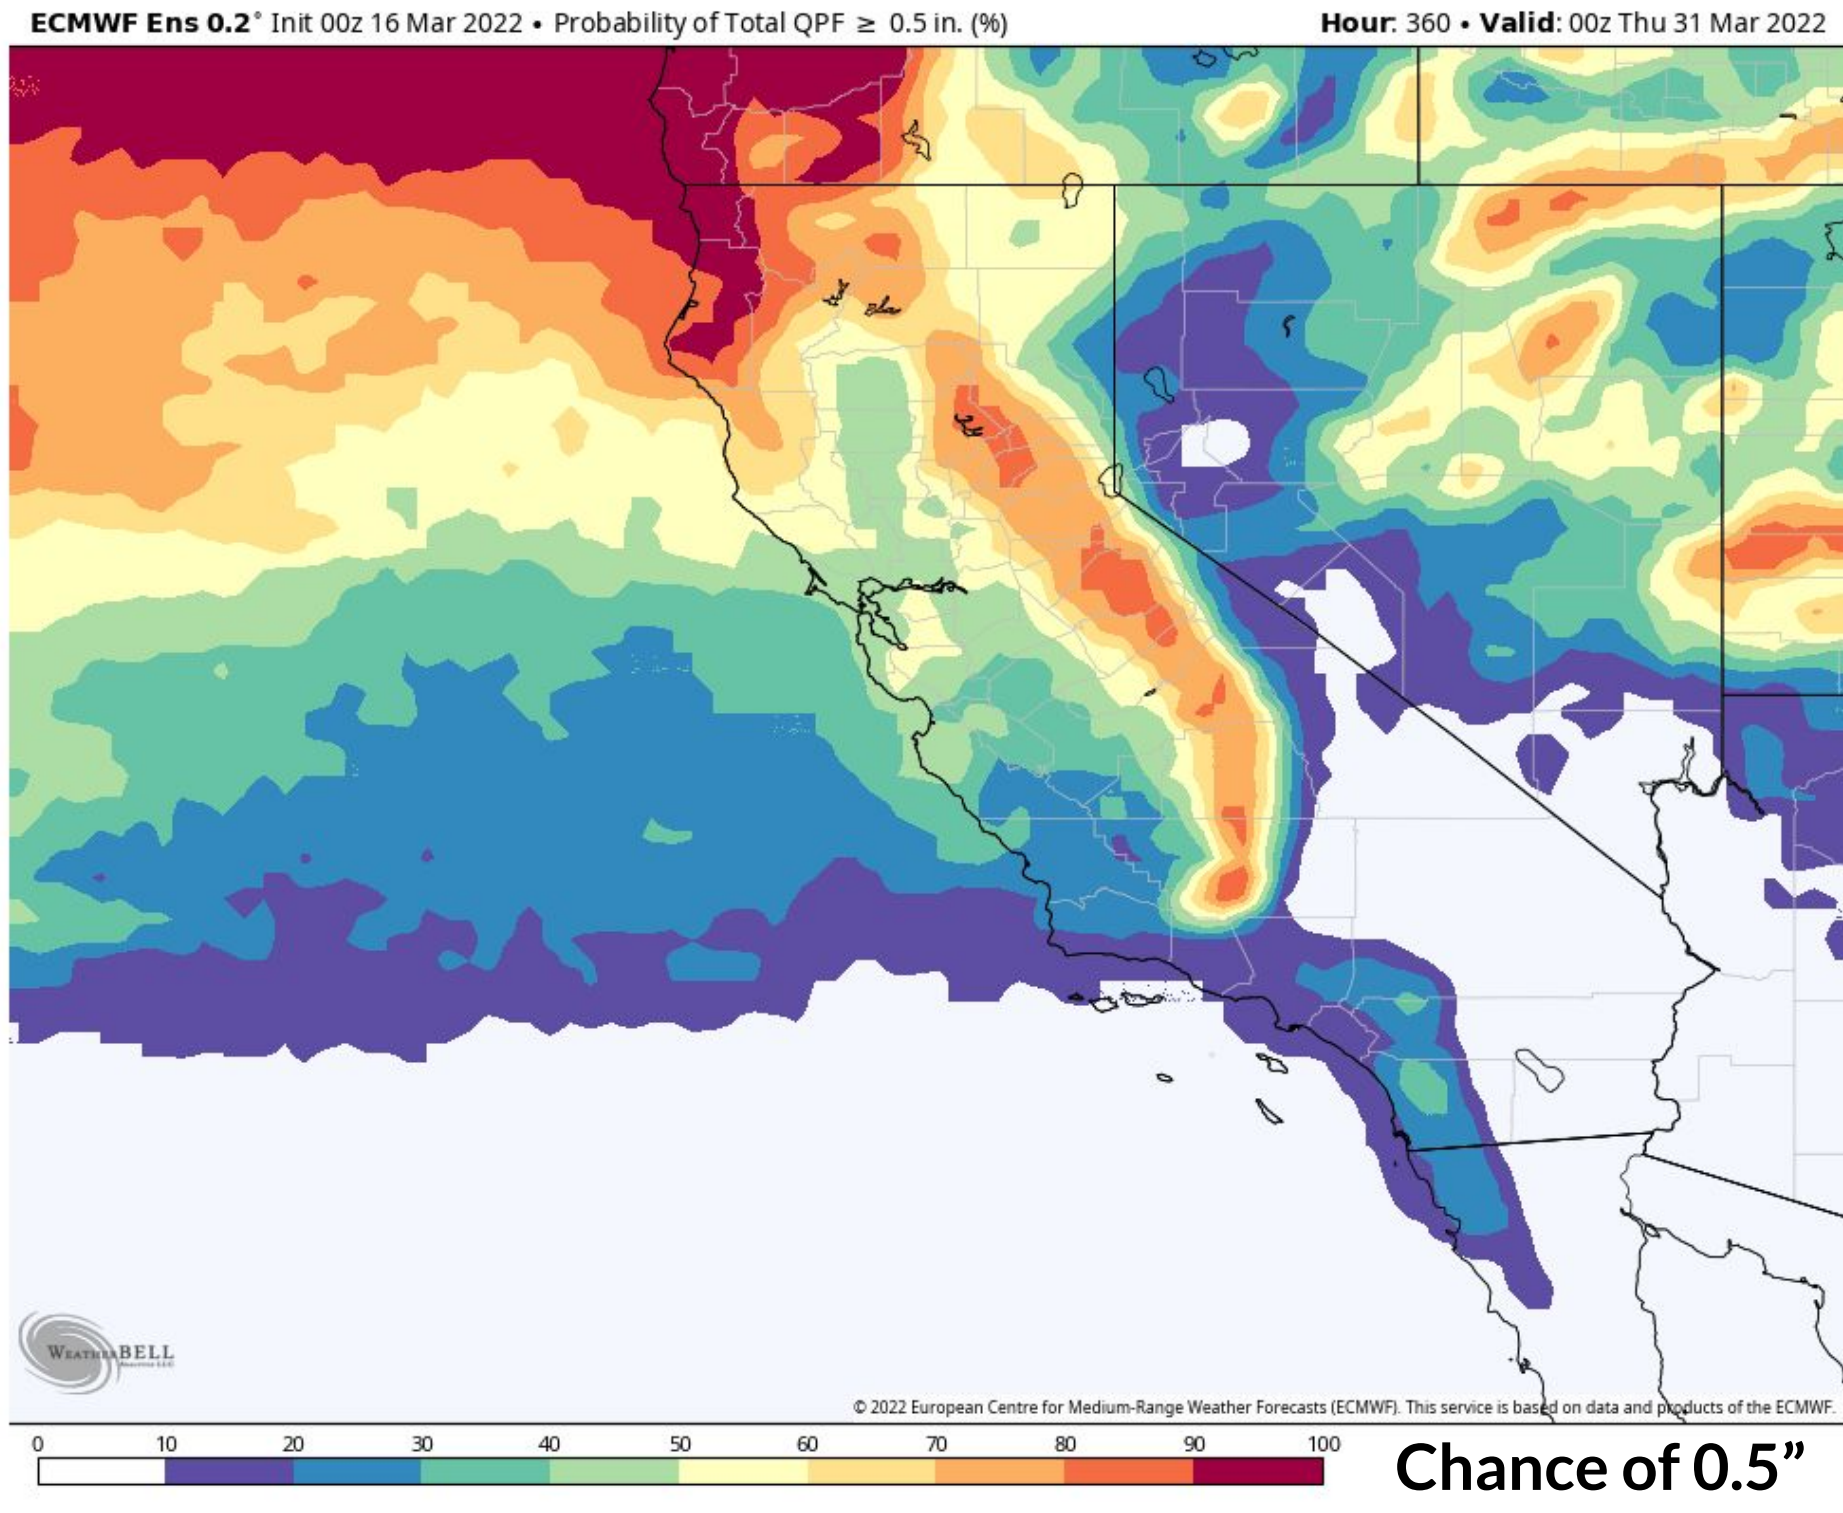 ECMWF Ens 0.2° Init 00z 16 Mar 2022 • Probability of Total QPF ≥ 0.5 in. (%)
Hour: 360 • Valid: 00z Thu 31 Mar 2022
WEATHERBELL
© 2022 European Centre for Medium-Range Weather Forecasts (ECMWF). This service is based on data and products of the ECMWF.
0 10 20 30 40 50 60 70 80 90 100
Chance of 0.5”